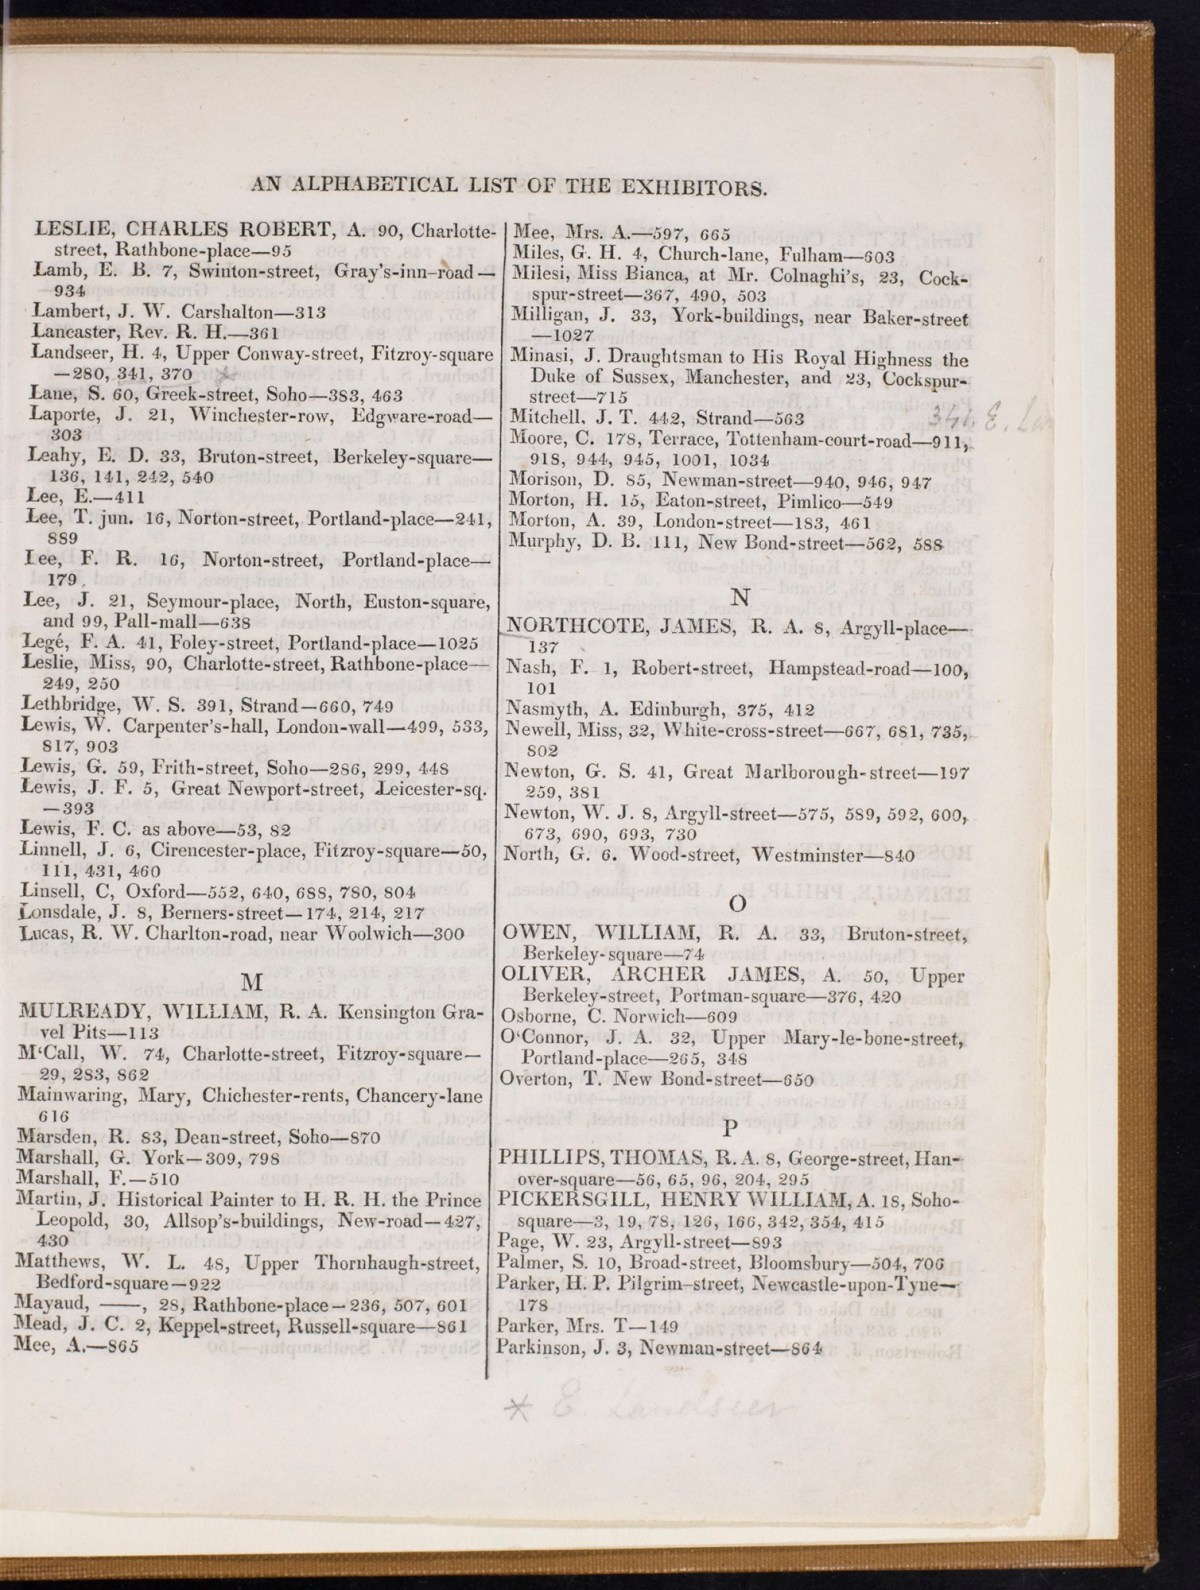 AN ALPHABETICAL LIST OF THE EXHIBITORS.
LESLIE, CHARLES ROBERT, A. 90, Charlotte-
street, Rathbone-place—95
Lamb, E. B. 7, Swinton-street, Gray's-inn-road—
934
Lambert, J. W. Carshalton—313
Lancaster, Rev. R. H.—361
Landseer, H. 4, Upper Conway-street, Fitzroy-square
—280, 341, 370 ×
Lane, S. 60, Greek-street, Soho—383, 463
Laporte, J. 21, Winchester-row, Edgware-road—
303
Leahy, E. D. 33, Bruton-street, Berkeley-square—
136, 141, 242, 540
Lee, E.—411
Lee, T. jun. 16, Norton-street, Portland-place—241,
889
Lee, F. R. 16, Norton-street, Portland-place—
179
Lee, J. 21, Seymour-place, North, Euston-square,
and 99, Pall-mall—638
Legé, F. A. 41, Foley-street, Portland-place—1025
Leslie, Miss, 90, Charlotte-street, Rathbone-place—
249, 250
Lethbridge, W. S. 391, Strand—660, 749
Lewis, W. Carpenter's-hall, London-wall—499, 533,
817, 903
Lewis, G. 59, Frith-street, Soho—286, 299, 448
Lewis, J. F. 5, Great Newport-street, Leicester-sq.
—393
Lewis, F. C. as above—53, 82
Linnell, J. 6, Cirencester-place, Fitzroy-square—50,
111, 431, 460
Linsell, C, Oxford—552, 640, 688, 780, 804
Lonsdale, J. 8, Berners-street—174, 214, 217
Lucas, R. W. Charlton-road, near Woolwich—300
M
MULREADY, WILLIAM, R. A. Kensington Gra-
vel Pits—113
M‘Call, W. 74, Charlotte-street, Fitzroy-square—
29, 283, 862
Mainwaring, Mary, Chichester-rents, Chancery-lane
616
Marsden, R. 83, Dean-street, Soho—870
Marshall, G. York—309, 798
Marshall, F.—510
Martin, J. Historical Painter to H. R. H. the Prince
Leopold, 30, Allsop's-buildings, New-road—427,
430
Matthews, W. L. 48, Upper Thornhaugh-street,
Bedford-square—922
Mayaud, ——, 28, Rathbone-place—236, 507, 601
Mead, J. C. 2, Keppel-street, Russell-square—861
Mee, A.—865
Mee, Mrs. A.—597, 665
Miles, G. H. 4, Church-lane, Fulham—603
Milesi, Miss Bianca, at Mr. Colnaghi's, 23, Cock-
spur-street—367, 490, 503
Milligan, J. 33, York-buildings, near Baker-street
—1027
Minasi, J. Draughtsman to His Royal Highness the
Duke of Sussex, Manchester, and 23, Cockspur-
street—715
Mitchell, J. T. 442, Strand—563
Moore, C. 178, Terrace, Tottenham-court-road—911,
918, 944, 945, 1001, 1034
Morison, D. 85, Newman-street—940, 946, 947
Morton, H. 15, Eaton-street, Pimlico—549
Morton, A. 39, London-street—183, 461
Murphy, D. B. 111, New Bond-street—562, 588
N
NORTHCOTE, JAMES, R. A. 8, Argyll-place—
137
Nash, F. 1, Robert-street, Hampstead-road—100,
101
Nasmyth, A. Edinburgh, 375, 412
Newell, Miss, 32, White-cross-street—667, 681, 735,
802
Newton, G. S. 41, Great Marlborough-street—197
259, 381
Newton, W. J. 8, Argyll-street—575, 589, 592, 600,
673, 690, 693, 730
North, G. 6. Wood-street, Westminster—840
O
OWEN, WILLIAM, R. A. 33, Bruton-street,
Berkeley-square—74
OLIVER, ARCHER JAMES, A. 50, Upper
Berkeley-street, Portman-square—376, 420
Osborne, C. Norwich—609
O‘Connor, J. A. 32, Upper Mary-le-bone-street,
Portland-place—265, 348
Overton, T. New Bond-street—650
P
PHILLIPS, THOMAS, R. A. 8, George-street, Han-
over-square—56, 65, 96, 204, 295
PICKERSGILL, HENRY WILLIAM, A. 18, Soho-
square—3, 19, 78, 126, 166, 342, 354, 415
Page, W. 23, Argyll-street—893
Palmer, S. 10, Broad-street, Bloomsbury—504, 706
Parker, H. P. Pilgrim-street, Newcastle-upon-Tyne—
178
Parker, Mrs. T—149
Parkinson, J. 3, Newman-street—864
341. E. Lan
* E. Landseer